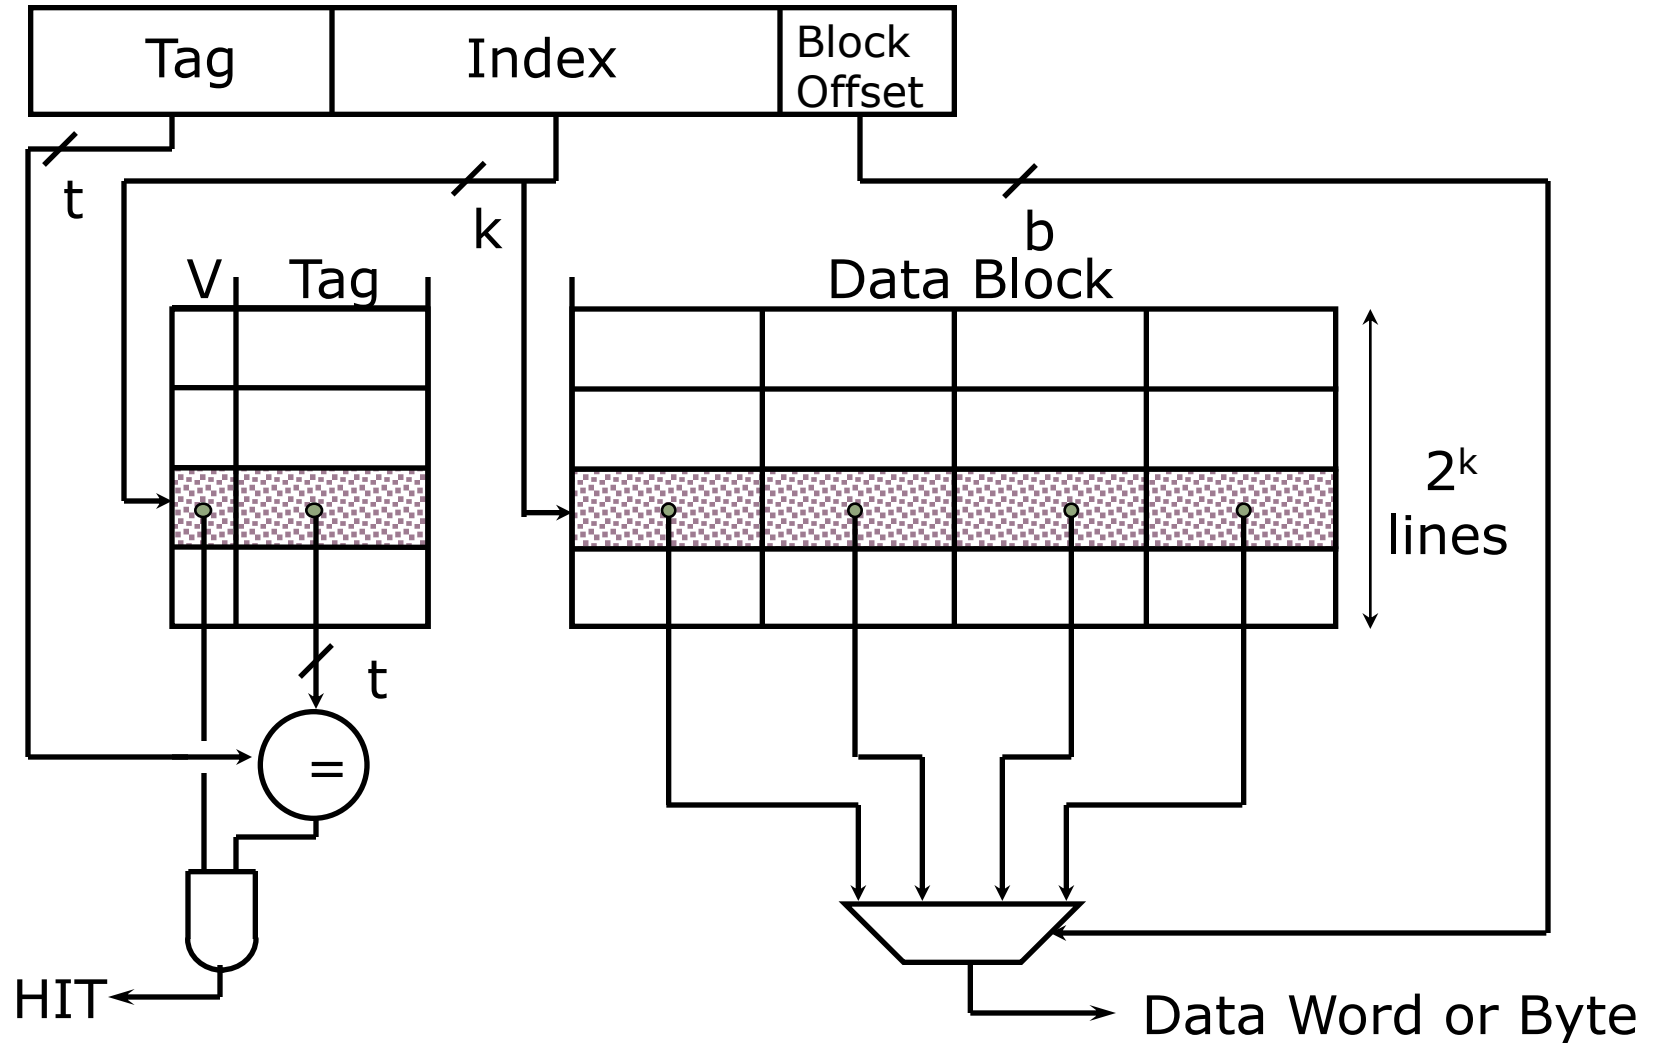 Tag
Index
Block
Offset
t
k
b
V
Tag
Data Block
2ᵏ
lines
t
=
HIT
Data Word or Byte